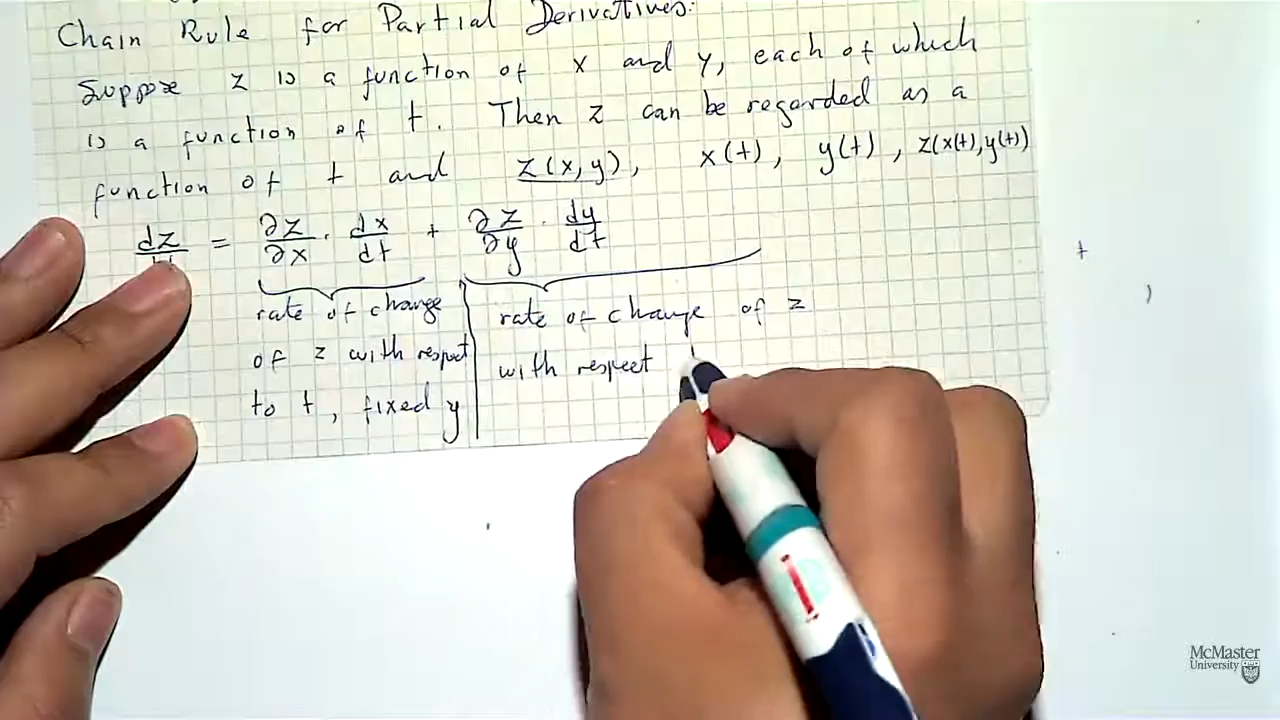 Chain Rule for Partial Derivatives:
Suppose z is a function of x and y, each of which
is a function of t. Then z can be regarded as a
function of t and z(x,y), x(t), y(t), z(x(t),y(t))
dz/dt = ∂z/∂x · dx/dt + ∂z/∂y · dy/dt
rate of change
of z with respect
to t, fixed y
rate of change of z
with respect
McMaster
University